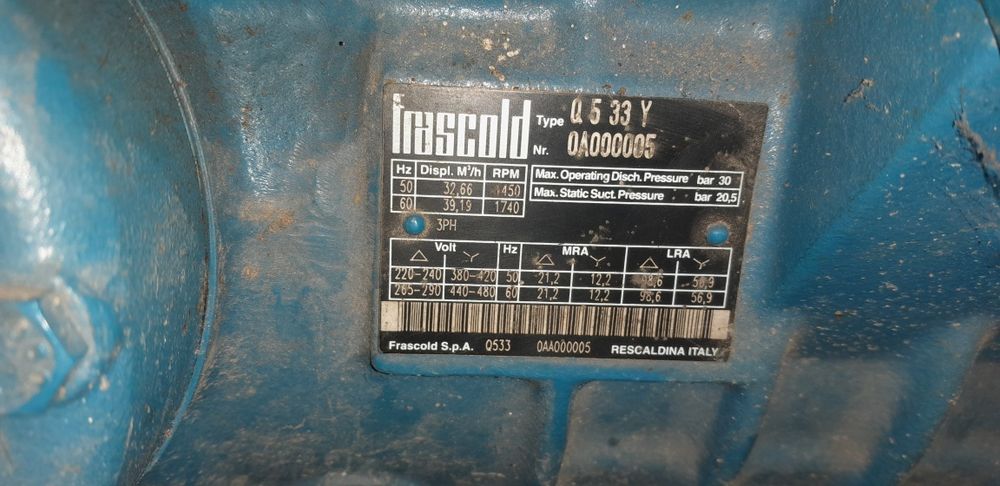 frascold
Type Q 5 33 Y
Nr. 0A000005
Hz Displ. M³/h RPM
50 32,66 1450
60 39,19 1740
Max. Operating Disch. Pressure bar 30
Max. Static Suct. Pressure bar 20,5
3PH
Volt Hz MRA LRA
△ Y △ Y △ Y
220-240 380-420 50 21,2 12,2 98,6 56,9
265-290 440-480 60 21,2 12,2 98,6 56,9
Frascold S.p.A. Q533 0AA000005 RESCALDINA ITALY